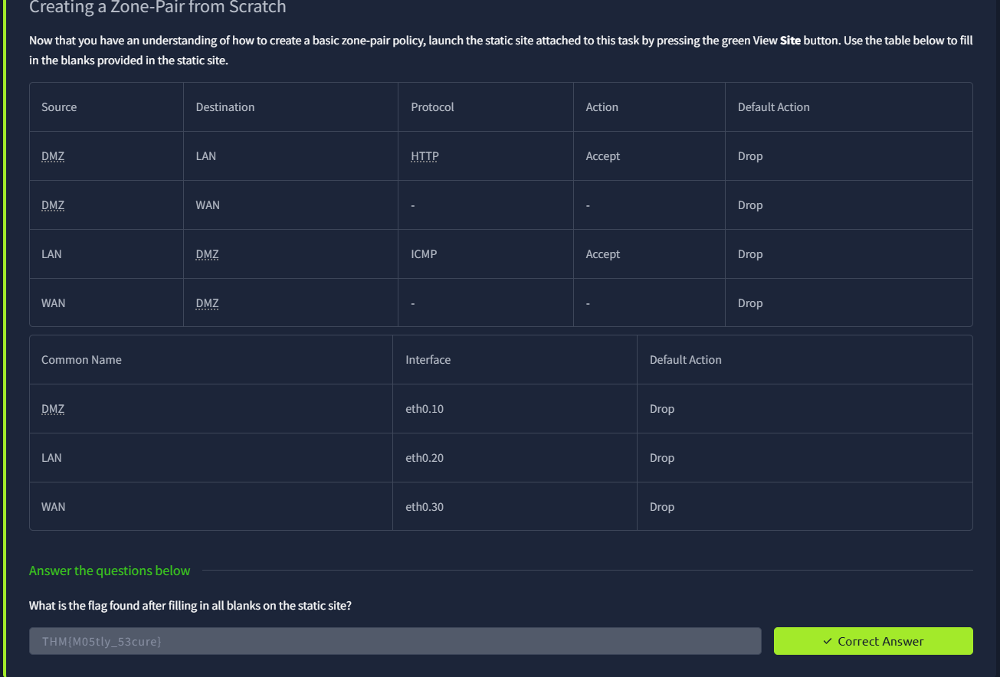 Creating a Zone-Pair from Scratch
Now that you have an understanding of how to create a basic zone-pair policy, launch the static site attached to this task by pressing the green View Site button. Use the table below to fill
in the blanks provided in the static site.
Source Destination Protocol Action Default Action
DMZ LAN HTTP Accept Drop
DMZ WAN - - Drop
LAN DMZ ICMP Accept Drop
WAN DMZ - - Drop
Common Name Interface Default Action
DMZ eth0.10 Drop
LAN eth0.20 Drop
WAN eth0.30 Drop
Answer the questions below
What is the flag found after filling in all blanks on the static site?
THM{M05tly_53cure} ✓ Correct Answer